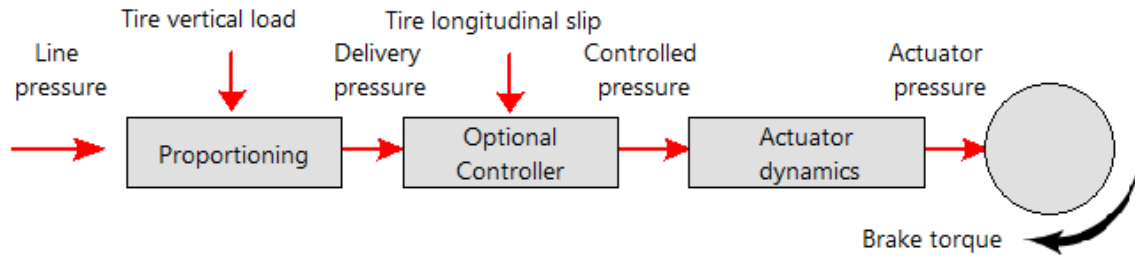 Tire vertical load
Tire longitudinal slip
Line
pressure
Delivery
pressure
Controlled
pressure
Actuator
pressure
Proportioning
Optional
Controller
Actuator
dynamics
Brake torque